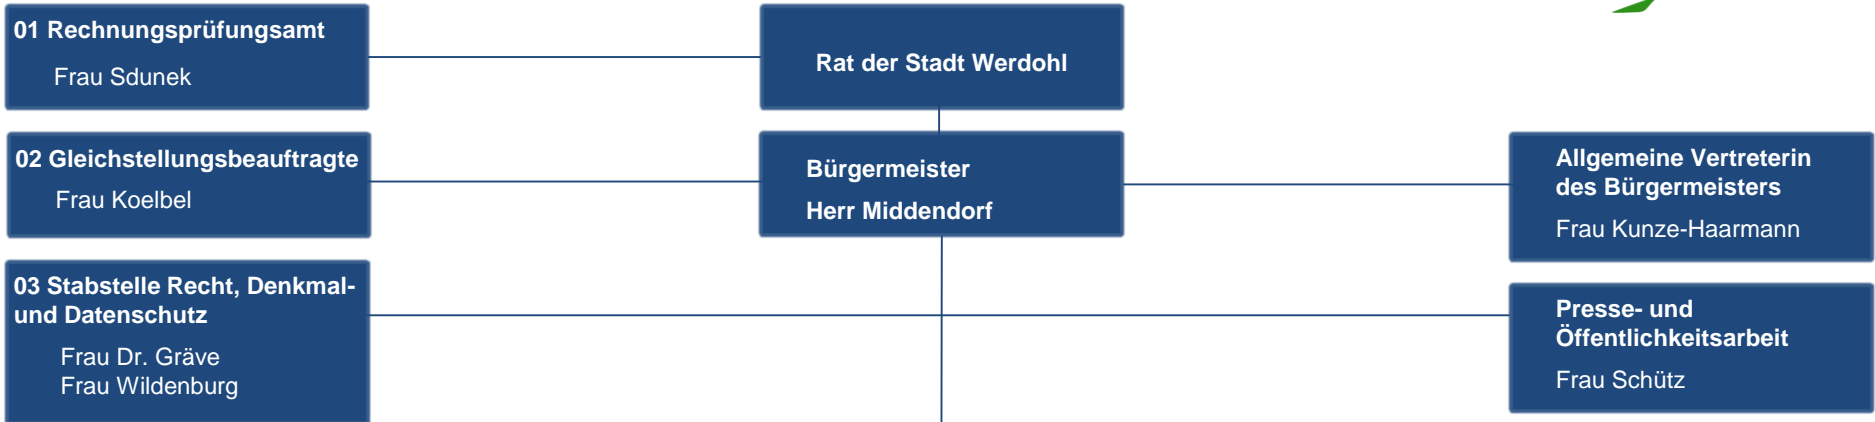 01 Rechnungsprüfungsamt
Frau Sdunek
Rat der Stadt Werdohl
02 Gleichstellungsbeauftragte
Frau Koelbel
Bürgermeister
Herr Middendorf
Allgemeine Vertreterin
des Bürgermeisters
Frau Kunze-Haarmann
03 Stabstelle Recht, Denkmal-
und Datenschutz
Frau Dr. Gräve
Frau Wildenburg
Presse- und
Öffentlichkeitsarbeit
Frau Schütz